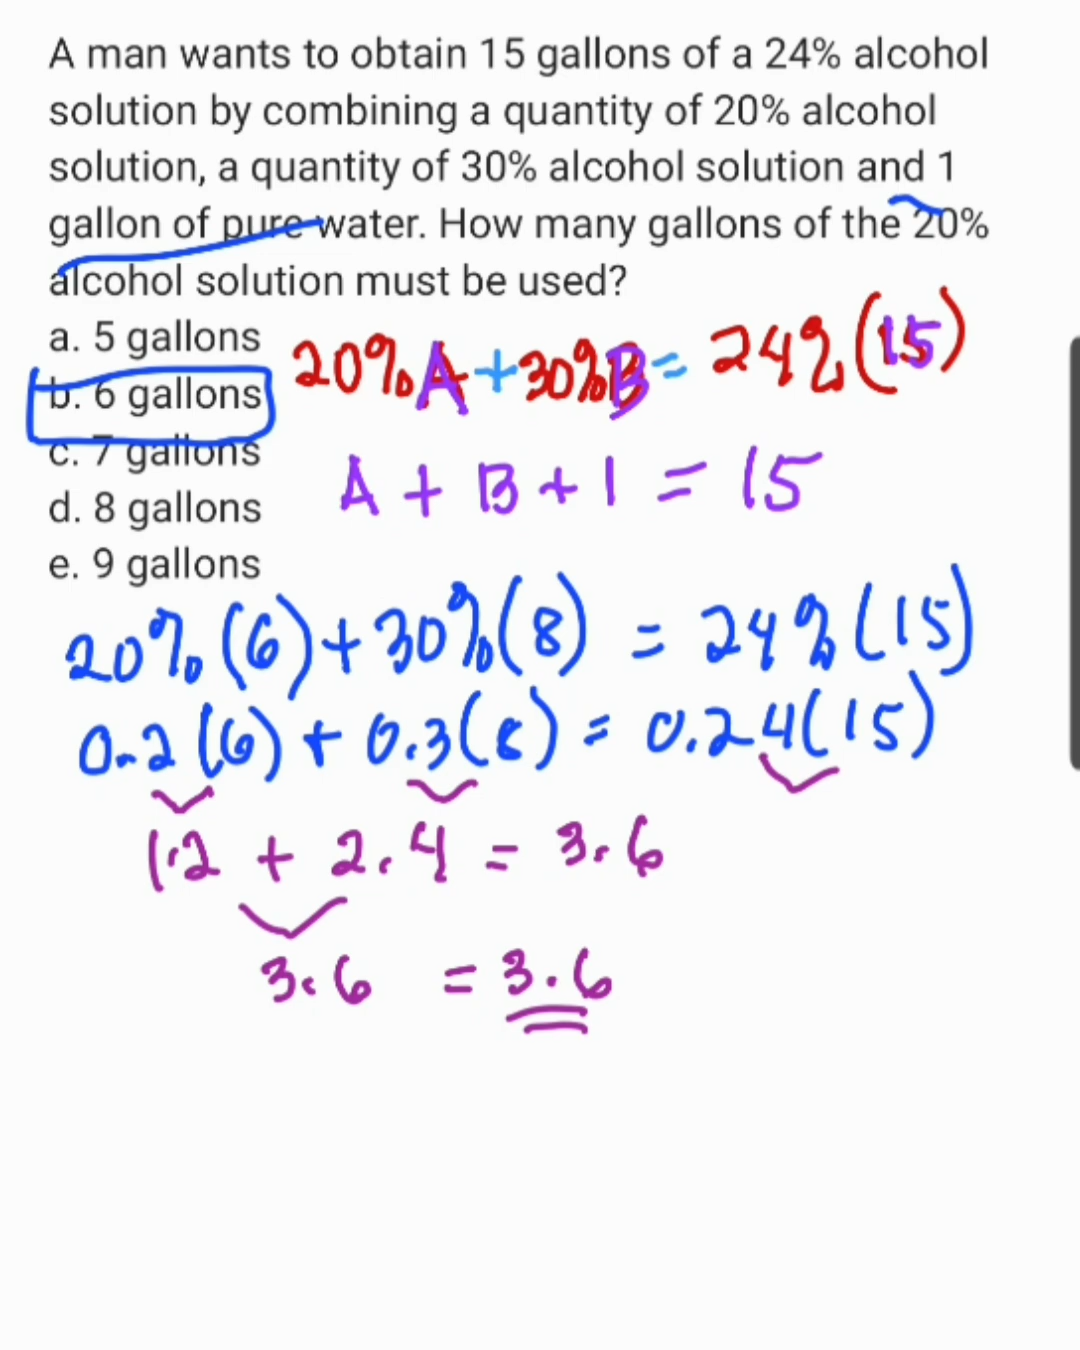 A man wants to obtain 15 gallons of a 24% alcohol
solution by combining a quantity of 20% alcohol
solution, a quantity of 30% alcohol solution and 1
gallon of pure water. How many gallons of the 20%
alcohol solution must be used?
a. 5 gallons
20%A+30%B=24%(15)
b. 6 gallons
c. 7 gallons
A + B + 1 = 15
d. 8 gallons
e. 9 gallons
20%(6)+30%(8) = 24%(15)
0.2(6)+0.3(8)=0.24(15)
1.2 + 2.4 = 3.6
3.6 = 3.6